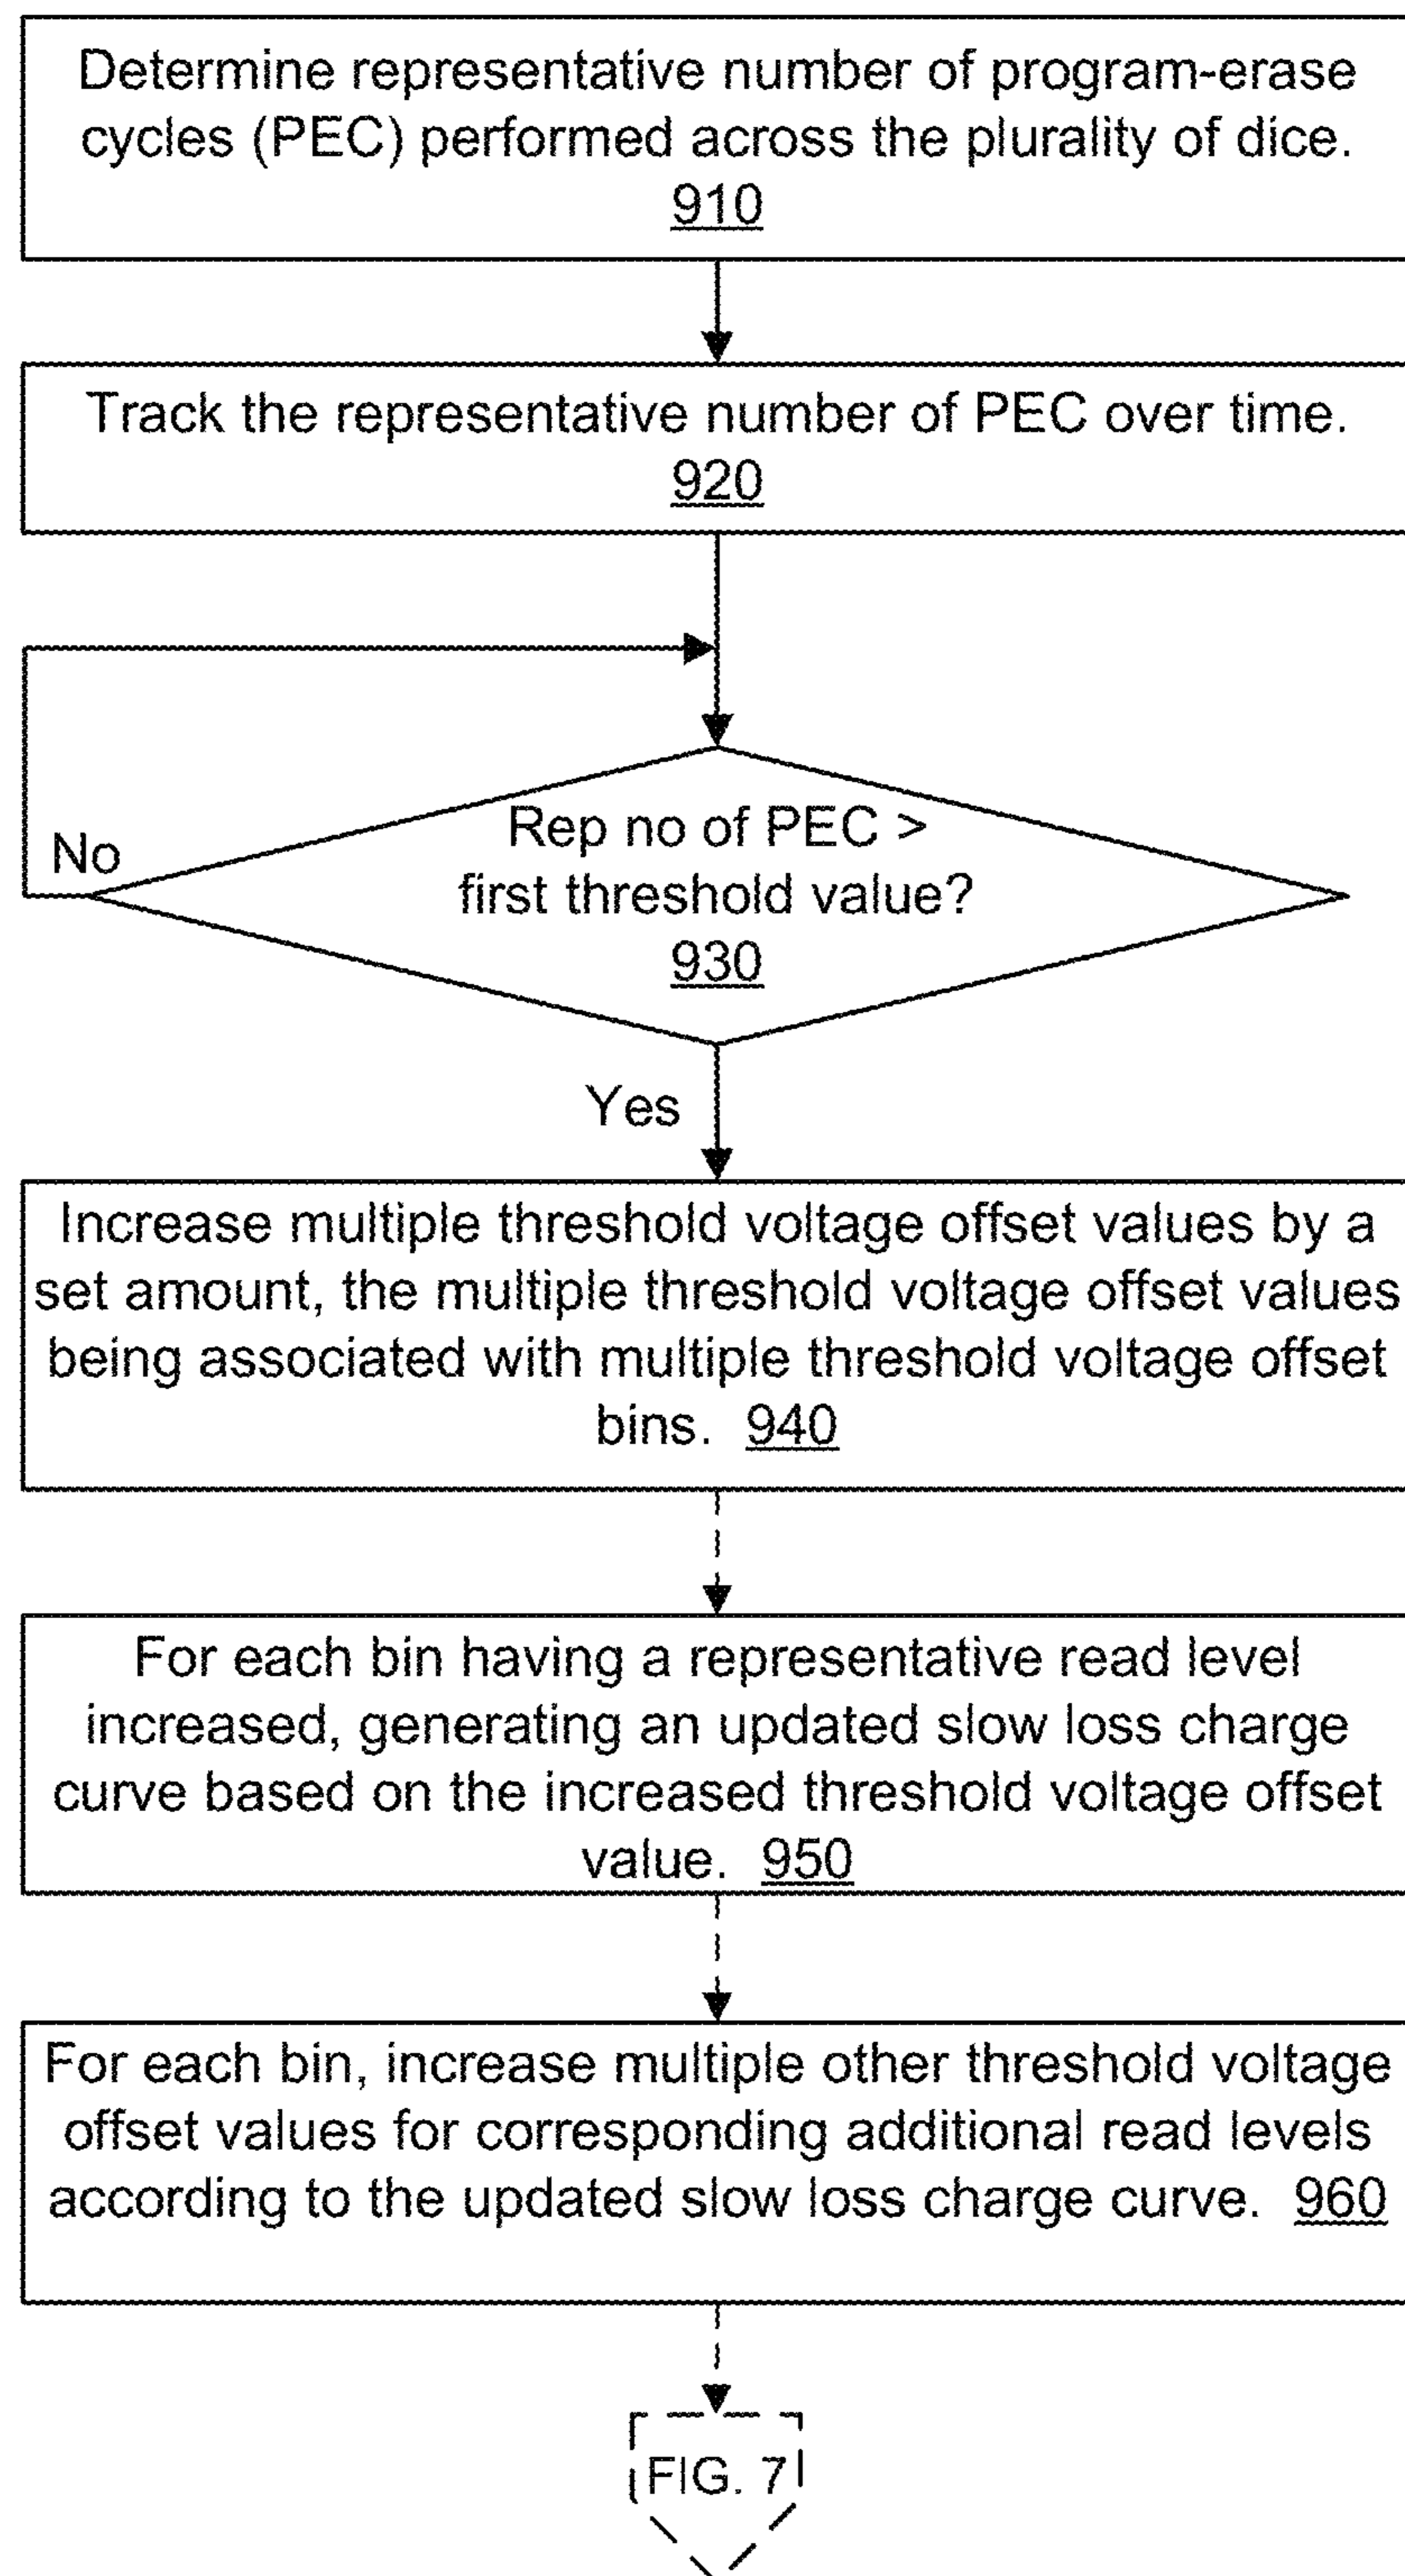 Determine representative number of program-erase
cycles (PEC) performed across the plurality of dice.
910
Track the representative number of PEC over time.
920
No
Rep no of PEC >
first threshold value?
930
Yes
Increase multiple threshold voltage offset values by a
set amount, the multiple threshold voltage offset values
being associated with multiple threshold voltage offset
bins. 940
For each bin having a representative read level
increased, generating an updated slow loss charge
curve based on the increased threshold voltage offset
value. 950
For each bin, increase multiple other threshold voltage
offset values for corresponding additional read levels
according to the updated slow loss charge curve. 960
FIG. 7